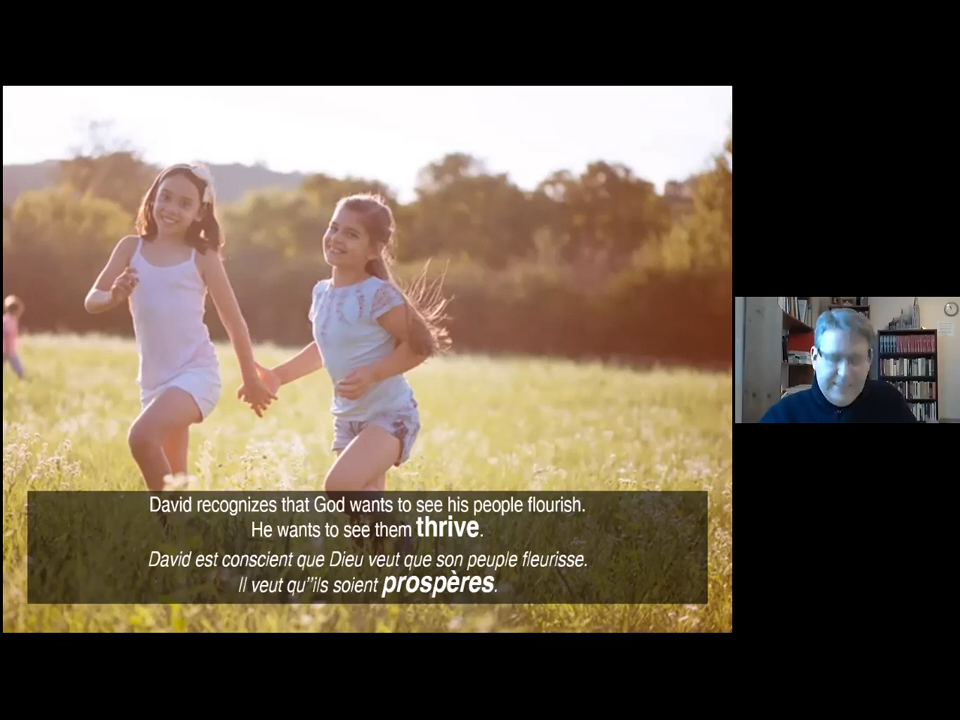 David recognizes that God wants to see his people flourish.
He wants to see them thrive.
David est conscient que Dieu veut que son peuple fleurisse.
Il veut qu''ils soient prospères.